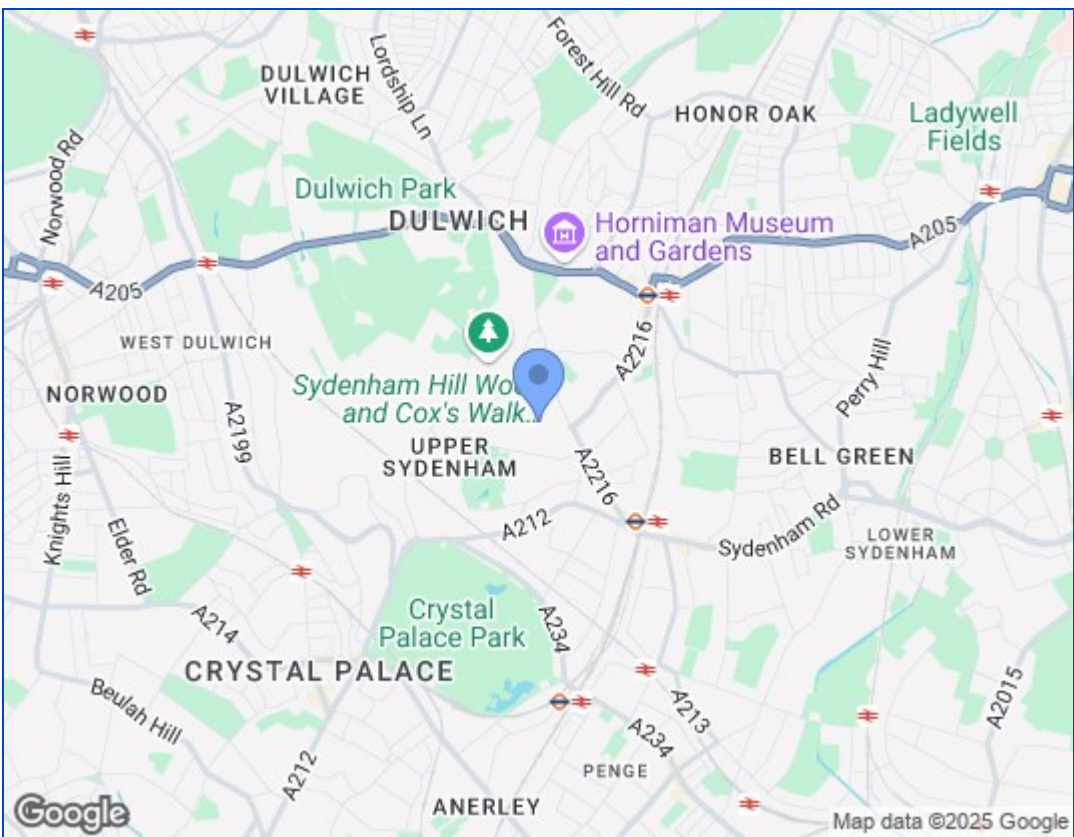 DULWICH
VILLAGE
Lordship Ln
Forest Hill Rd
HONOR OAK
Ladywell
Fields
Norwood Rd
Dulwich Park
DULWICH
Horniman Museum
and Gardens
A205
A205
A2216
WEST DULWICH
Perry Hill
NORWOOD
Sydenham Hill Wo
and Cox's Walk...
A2199
UPPER
SYDENHAM
A2216
BELL GREEN
Knights Hill
Elder Rd
A212
Sydenham Rd
LOWER
SYDENHAM
A214
Crystal
Palace Park
A234
CRYSTAL PALACE
Beulah Hill
A213
A2015
A234
A212
PENGE
ANERLEY
Google
Map data ©2025 Google